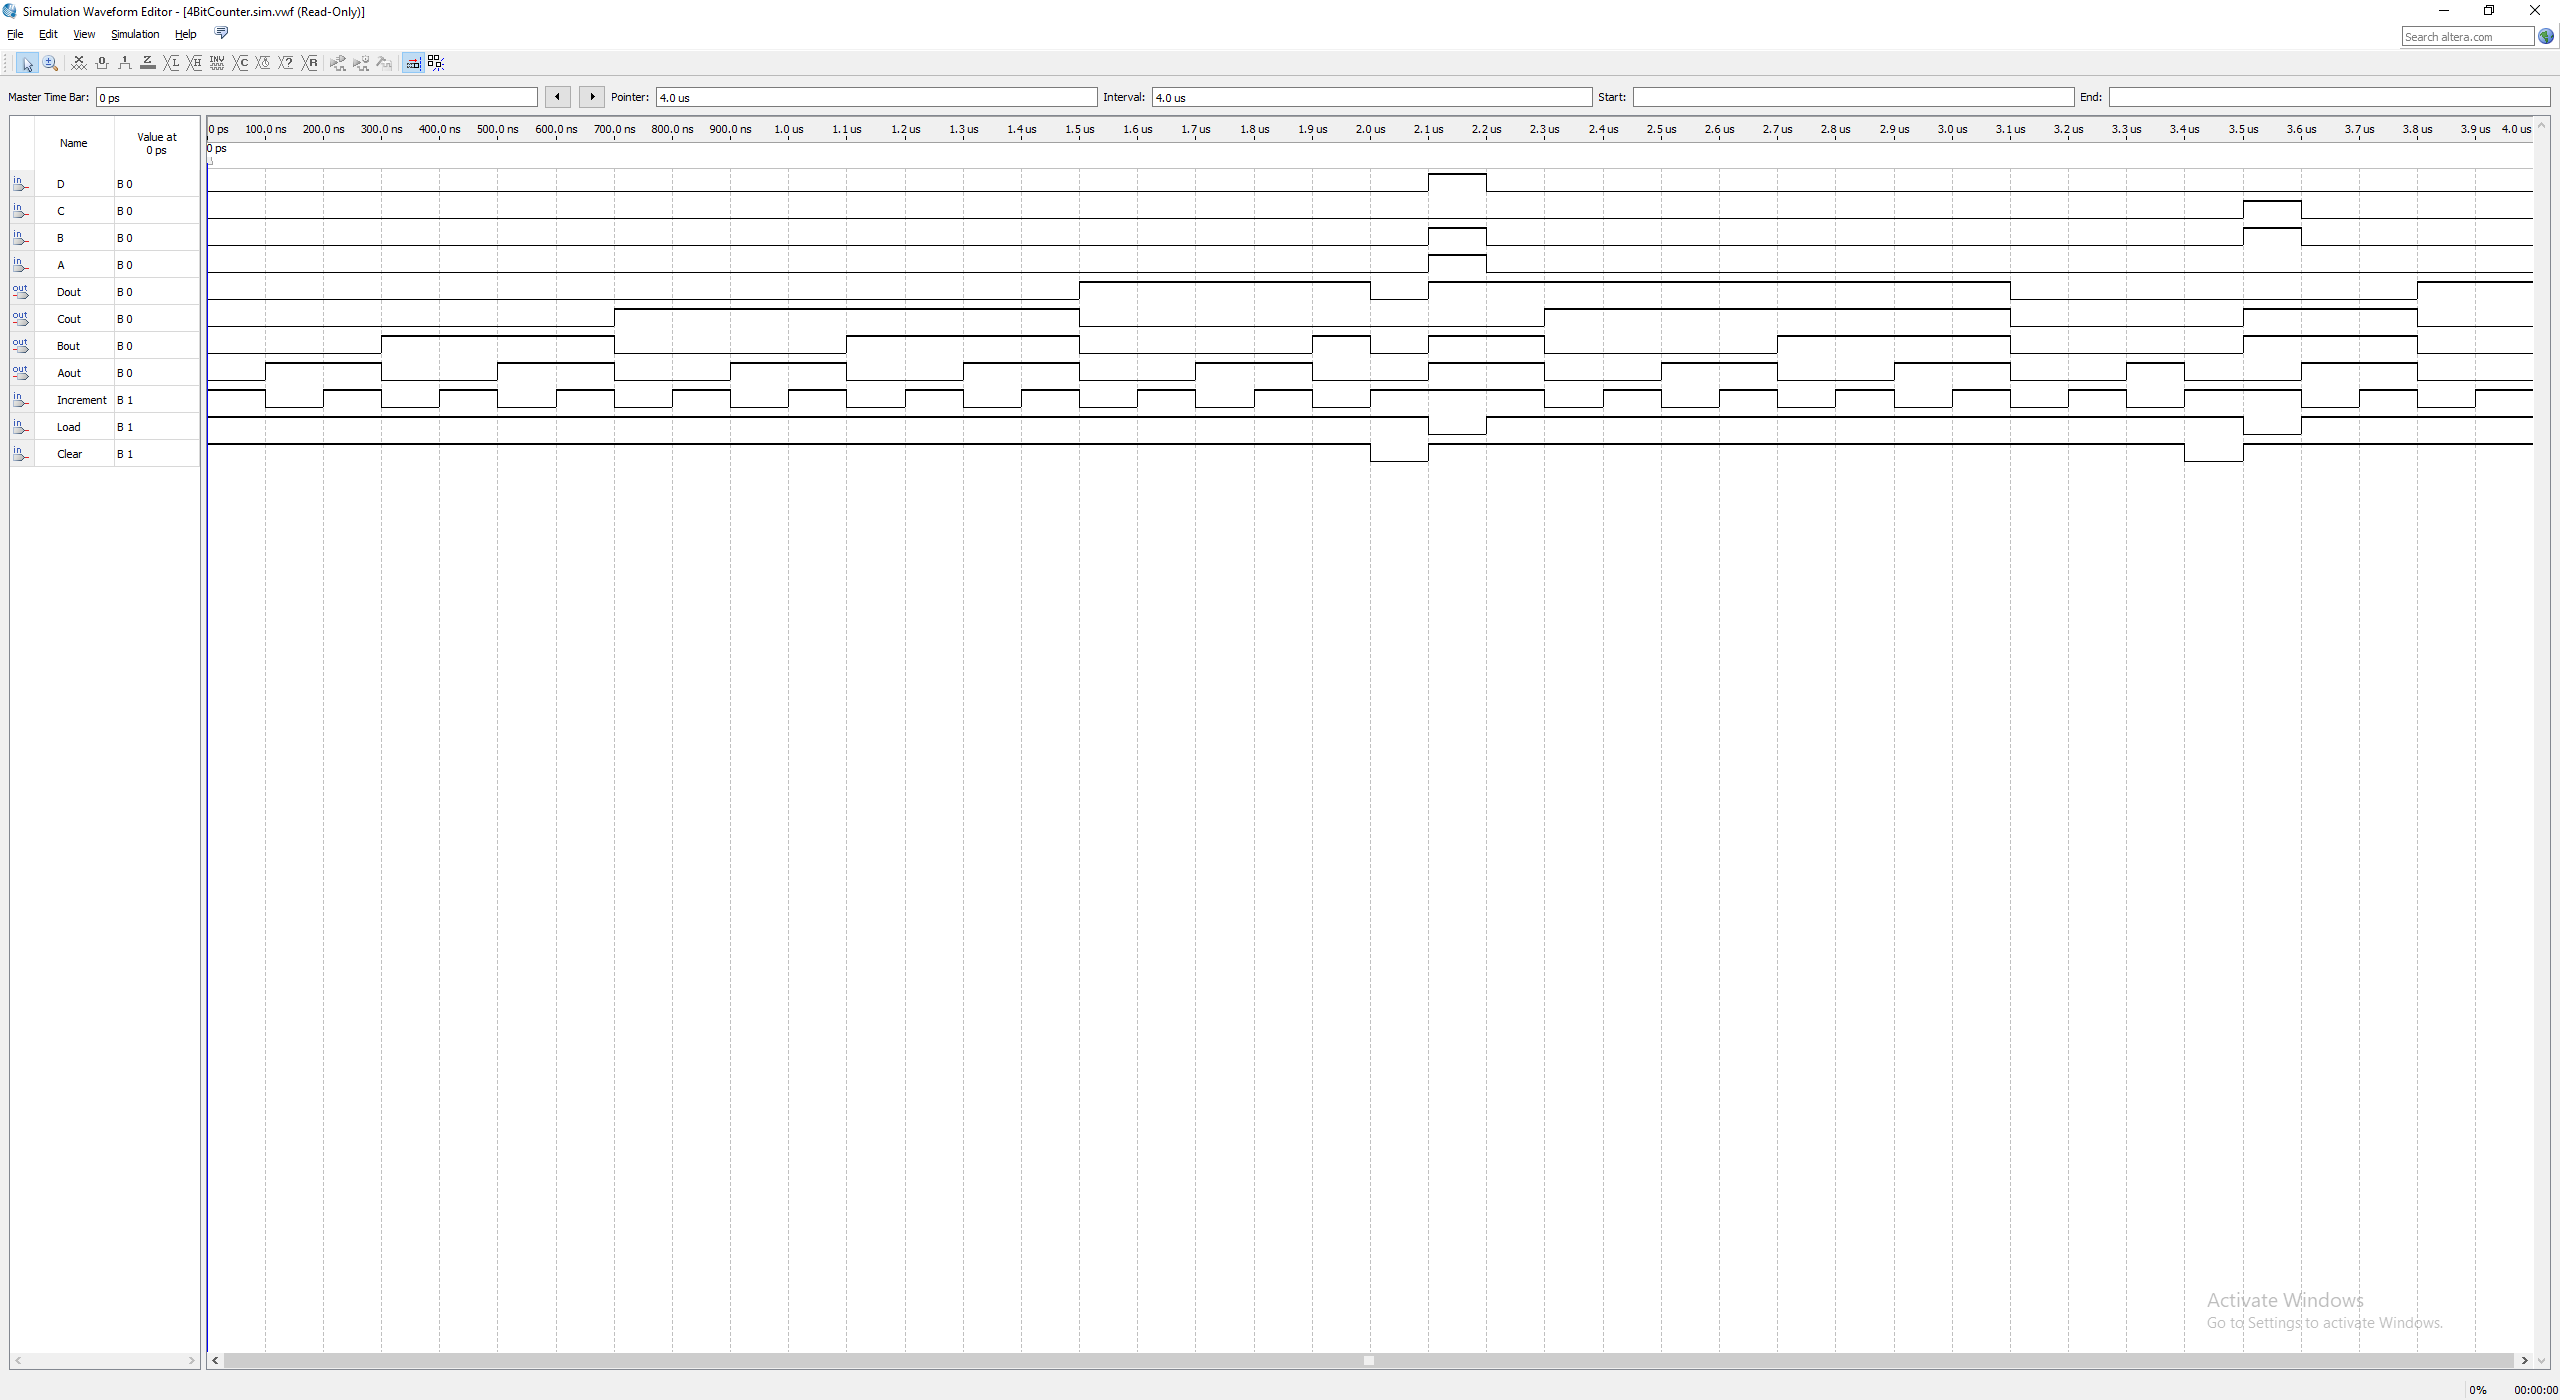 Simulation Waveform Editor - [4BitCounter.sim.vwf (Read-Only)]
File Edit View Simulation Help
Search altera.com
Master Time Bar: 0 ps Pointer: 4.0 us Interval: 4.0 us Start: End:
Name Value at 0 ps
0 ps 100.0 ns 200.0 ns 300.0 ns 400.0 ns 500.0 ns 600.0 ns 700.0 ns 800.0 ns 900.0 ns 1.0 us 1.1 us 1.2 us 1.3 us 1.4 us 1.5 us 1.6 us 1.7 us 1.8 us 1.9 us 2.0 us 2.1 us 2.2 us 2.3 us 2.4 us 2.5 us 2.6 us 2.7 us 2.8 us 2.9 us 3.0 us 3.1 us 3.2 us 3.3 us 3.4 us 3.5 us 3.6 us 3.7 us 3.8 us 3.9 us 4.0 us
0 ps
in D B 0
in C B 0
in B B 0
in A B 0
out Dout B 0
out Cout B 0
out Bout B 0
out Aout B 0
in Increment B 1
in Load B 1
in Clear B 1
Activate Windows
Go to Settings to activate Windows.
0% 00:00:00